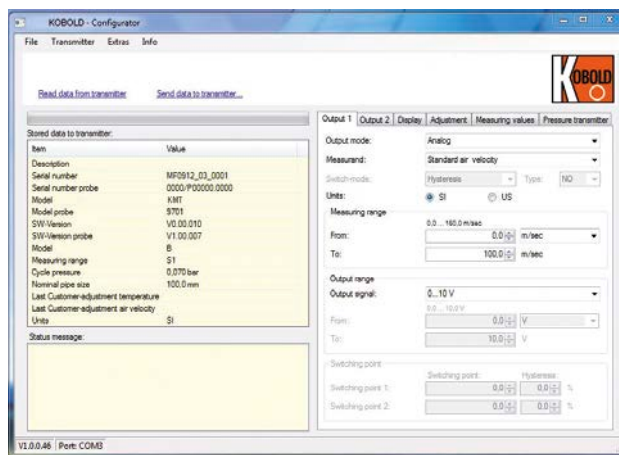 KOBOLD - Configurator
File Transmitter Extras Info
Read data from transmitter Send data to transmitter...
KOBOLD
Stored data to transmitter:
Item Value
Description
Serial number MF0912_03_0001
Serial number probe 0000/P00000.0000
Model KMT
Model probe S701
SW-Version V0.00.010
SW-Version probe V1.00.007
Model B
Measuring range S1
Cycle pressure 0,070 bar
Nominal pipe size 100,0 mm
Last Customer-adjustment temperature
Last Customer-adjustment air velocity
Units SI
Status message:
Output 1 Output 2 Display Adjustment Measuring values Pressure transmitter
Output mode: Analog
Measurand: Standard air velocity
Switch-mode: Hysteresis Type: NO
Units: SI US
Measuring range
0,0 ... 160,0 m/sec
From: 0.0 m/sec
To: 100.0 m/sec
Output range
Output signal: 0...10 V
0.0 ... 10.0 V
From: 0.0 V
To: 10.0 V
Switching point
Switching point: Hysteresis:
Switching point 1: 0,0 0,0 %
Switching point 2: 0,0 0,0 %
V1.0.0.46 Port: COM3